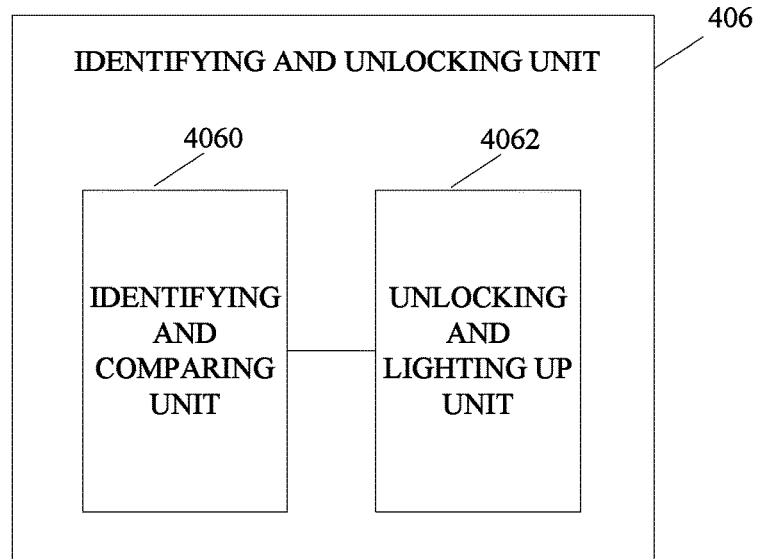 406
IDENTIFYING AND UNLOCKING UNIT
4060
4062
IDENTIFYING
AND
COMPARING
UNIT
UNLOCKING
AND
LIGHTING UP
UNIT